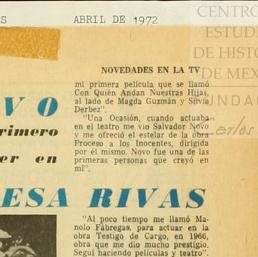 S
ABRIL DE 1972
CENTRO
ESTUD
DE HISTO
DE MEX
UNDA
Carlos
NOVEDADES EN LA TV
mi primera película que se llamó
Con Quién Andan Nuestras Hijas,
al lado de Magda Guzmán y Silvia
Derbez".
"Una Ocasión, cuando actuaba
en el teatro me vio Salvador Novo
y me ofreció el estelar de la obra
Proceso a los Inocentes, dirigida
por él mismo. Novo fue una de las
primeras personas que creyó en
mí".
VO
primero
er en
ESA RIVAS
"Al poco tiempo me llamó Ma-
nolo Fábregas, para actuar en la
obra Testigo de Cargo, en 1966,
obra que me dio mucho prestigio.
Seguí haciendo películas y teatro".